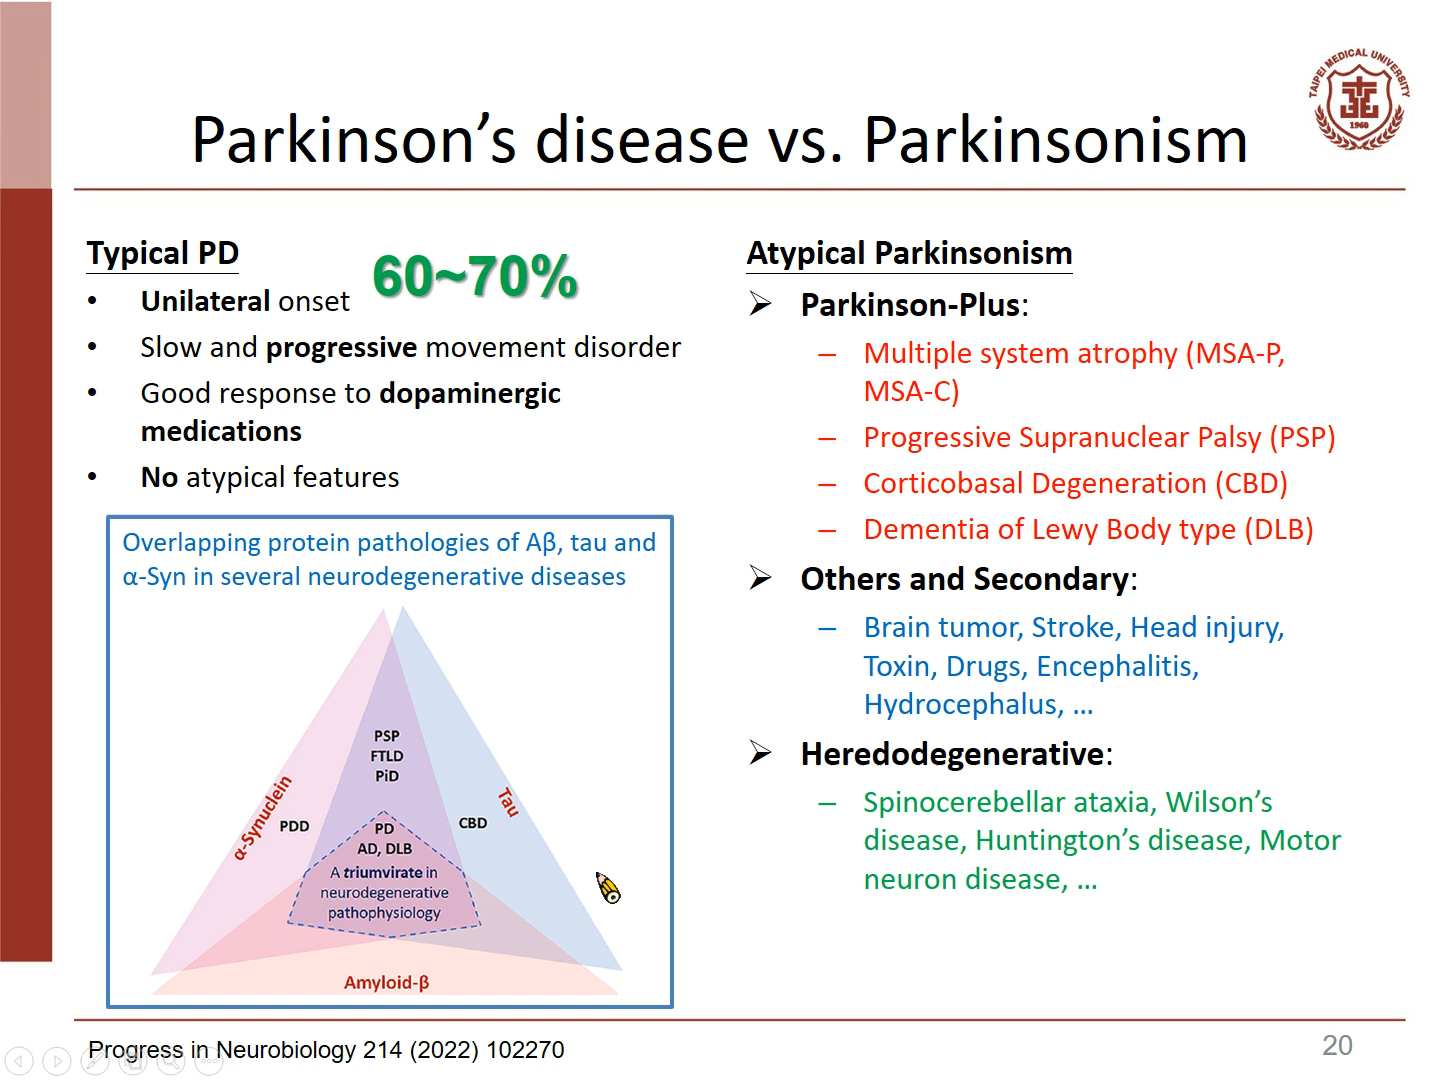 TAIPEI MEDICAL UNIVERSITY
1960
Parkinson's disease vs. Parkinsonism
Typical PD
60~70%
• Unilateral onset
• Slow and progressive movement disorder
• Good response to dopaminergic
medications
• No atypical features
Overlapping protein pathologies of Aβ, tau and
α-Syn in several neurodegenerative diseases
PSP
FTLD
PiD
α-Synuclein
Tau
PDD
CBD
PD
AD, DLB
A triumvirate in
neurodegenerative
pathophysiology
Amyloid-β
Atypical Parkinsonism
➢ Parkinson-Plus:
– Multiple system atrophy (MSA-P,
MSA-C)
– Progressive Supranuclear Palsy (PSP)
– Corticobasal Degeneration (CBD)
– Dementia of Lewy Body type (DLB)
➢ Others and Secondary:
– Brain tumor, Stroke, Head injury,
Toxin, Drugs, Encephalitis,
Hydrocephalus, ...
➢ Heredodegenerative:
– Spinocerebellar ataxia, Wilson's
disease, Huntington's disease, Motor
neuron disease, ...
Progress in Neurobiology 214 (2022) 102270
20